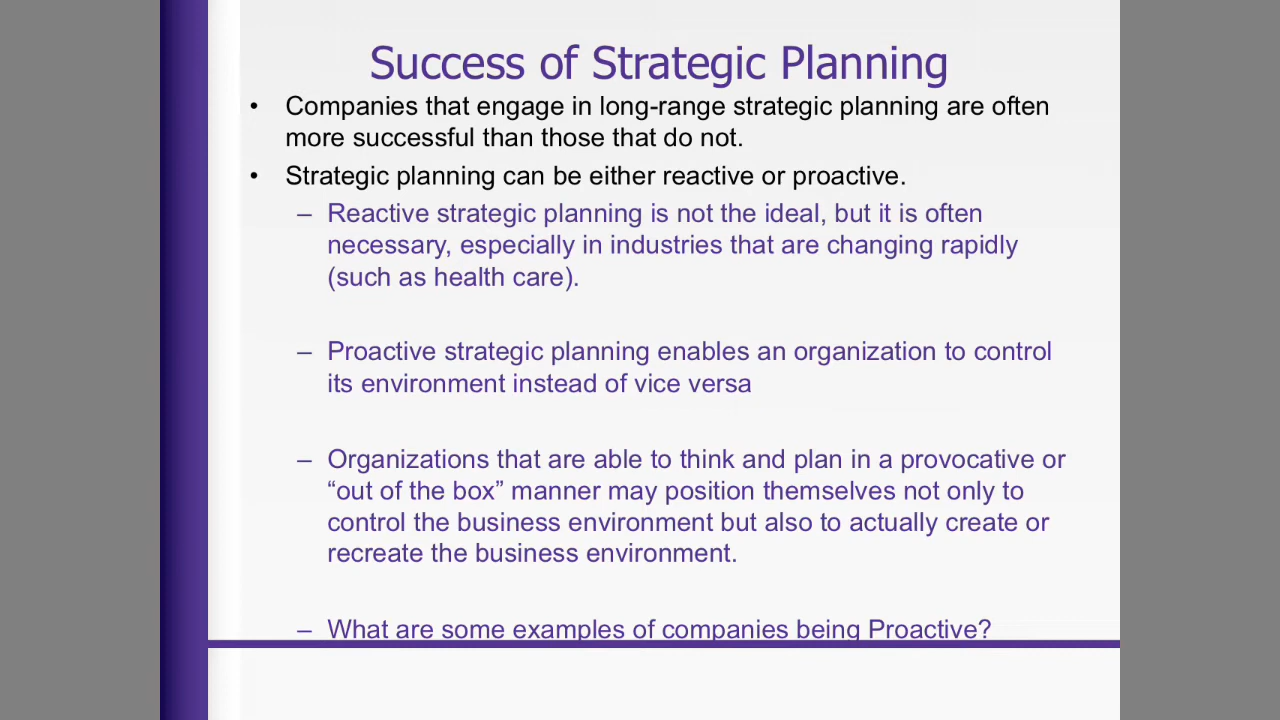 Success of Strategic Planning
• Companies that engage in long-range strategic planning are often
more successful than those that do not.
• Strategic planning can be either reactive or proactive.
– Reactive strategic planning is not the ideal, but it is often
necessary, especially in industries that are changing rapidly
(such as health care).
– Proactive strategic planning enables an organization to control
its environment instead of vice versa
– Organizations that are able to think and plan in a provocative or
“out of the box” manner may position themselves not only to
control the business environment but also to actually create or
recreate the business environment.
– What are some examples of companies being Proactive?